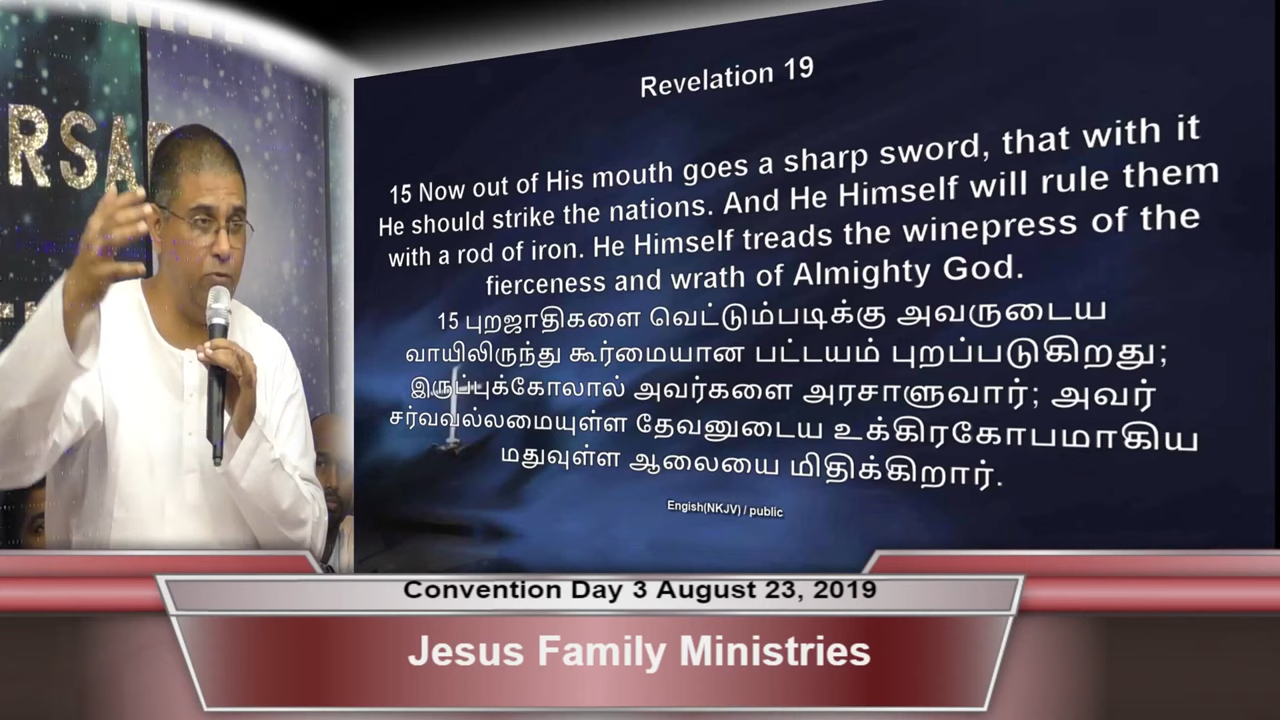 RSA
Revelation 19
15 Now out of His mouth goes a sharp sword, that with it
He should strike the nations. And He Himself will rule them
with a rod of iron. He Himself treads the winepress of the
fierceness and wrath of Almighty God.
15 புறஜாதிகளை வெட்டும்படிக்கு அவருடைய
வாயிலிருந்து கூர்மையான பட்டயம் புறப்படுகிறது;
இருப்புக்கோலால் அவர்களை அரசாளுவார்; அவர்
சர்வவல்லமையுள்ள தேவனுடைய உக்கிரகோபமாகிய
மதுவுள்ள ஆலையை மிதிக்கிறார்.
Engish(NKJV) / public
Convention Day 3 August 23, 2019
Jesus Family Ministries